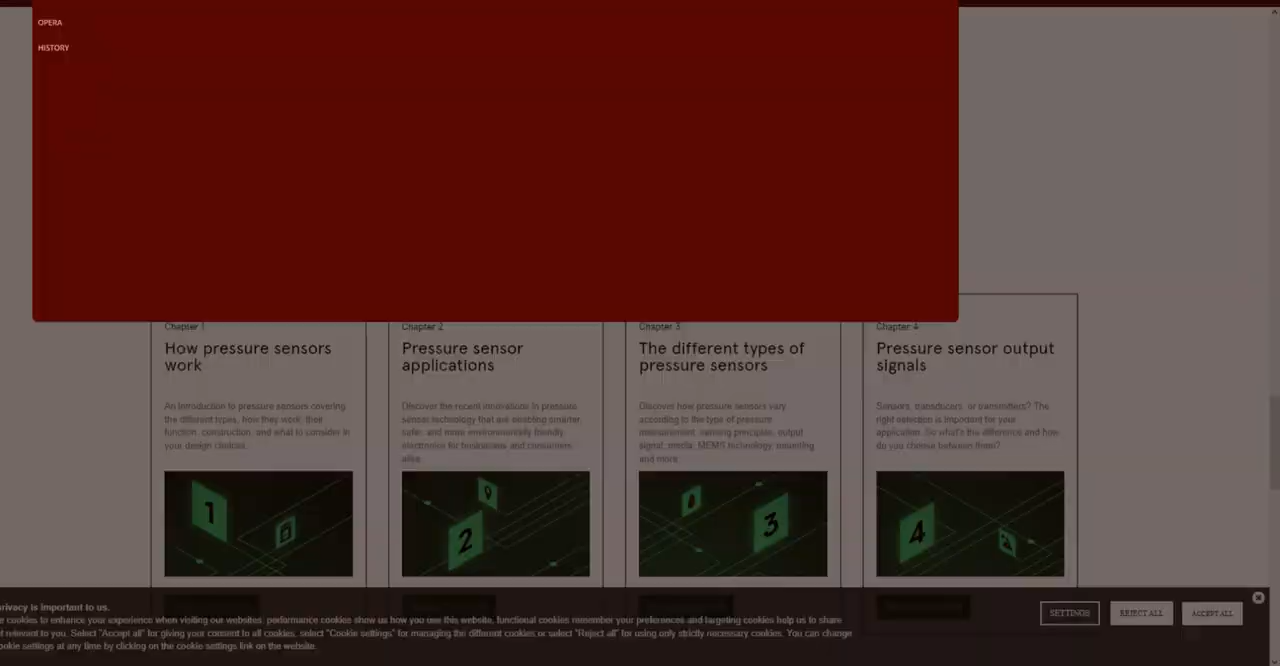 OPERA
HISTORY
Chapter 1
How pressure sensors
work
An introduction to pressure sensors covering
the different types, how they work, their
function, construction, and what to consider in
your design choices.
1
Chapter 2
Pressure sensor
applications
Discover the recent innovations in pressure
sensor technology that are enabling smarter,
safer, and more environmentally friendly
electronics for businesses and consumers
alike.
2
Chapter 3
The different types of
pressure sensors
Discover how pressure sensors vary
according to the type of pressure
measurement, sensing principles, output
signal, media, MEMS technology, mounting
and more.
3
Chapter 4
Pressure sensor output
signals
Sensors, transducers, or transmitters? The
right selection is important for your
application. So what's the difference and how
do you choose between them?
4
rivacy is important to us.
cookies to enhance your experience when visiting our websites, performance cookies show us how you use this website, functional cookies remember your preferences and targeting cookies help us to share
relevant to you. Select "Accept all" for giving your consent to all cookies, select "Cookie settings" for managing the different cookies or select "Reject all" for using only strictly necessary cookies. You can change
ookie settings at any time by clicking on the cookie settings link on the website.
SETTINGS
REJECT ALL
ACCEPT ALL